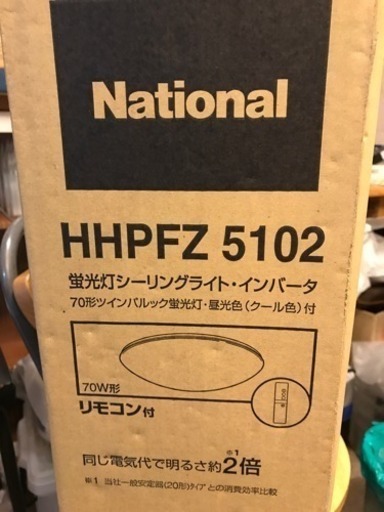 National
HHPFZ 5102
蛍光灯シーリングライト・インバータ
70形ツインパルック蛍光灯・昼光色(クール色)付
70W形
リモコン付
同じ電気代で明るさ約2倍※1
※1 当社一般安定器(20形)タイプとの消費効率比較